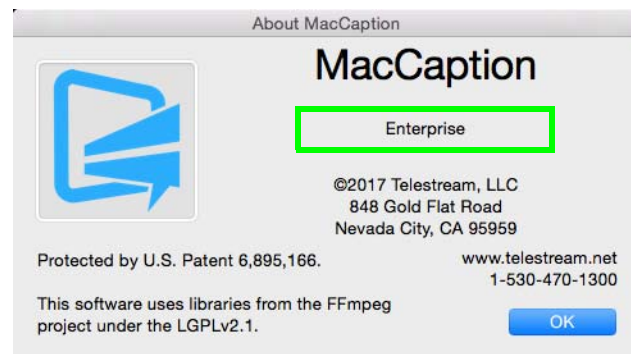 About MacCaption
MacCaption
Enterprise
©2017 Telestream, LLC
848 Gold Flat Road
Nevada City, CA 95959
Protected by U.S. Patent 6,895,166.
www.telestream.net
1-530-470-1300
This software uses libraries from the FFmpeg
project under the LGPLv2.1.
OK